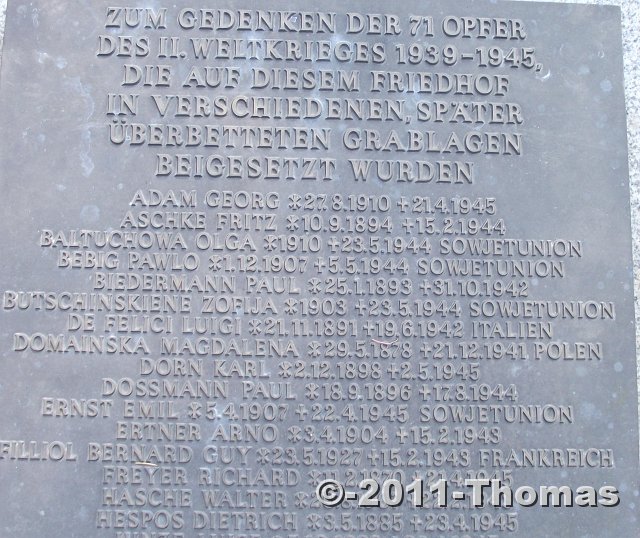 ZUM GEDENKEN DER 71 OPFER
DES II. WELTKRIEGES 1939-1945,
DIE AUF DIESEM FRIEDHOF
IN VERSCHIEDENEN, SPÄTER
ÜBERBETTETEN GRABLAGEN
BEIGESETZT WURDEN
ADAM GEORG *27.8.1910 +21.4.1945
ASCHKE FRITZ *10.9.1894 +15.2.1944
BALTUCHOWA OLGA *1910 +23.5.1944 SOWJETUNION
BEBIG PAWLO *1.12.1907 +5.5.1944 SOWJETUNION
BIEDERMANN PAUL *25.1.1893 +31.10.1942
BUTSCHINSKIENE ZOFIJA *1903 +23.5.1944 SOWJETUNION
DE FELICI LUIGI *21.11.1891 +19.6.1942 ITALIEN
DOMAINSKA MAGDALENA *29.5.1878 +21.12.1941 POLEN
DORN KARL *2.12.1898 +2.5.1945
DOSSMANN PAUL *18.9.1896 +17.8.1944
ERNST EMIL *5.4.1907 +22.4.1945 SOWJETUNION
ERTNER ARNO *3.4.1904 +15.2.1943
FILLIOL BERNARD GUY *23.5.1927 +15.2.1943 FRANKREICH
FREYER RICHARD
HASCHE WALTER
©-2011-Thomas
HESPOS DIETRICH *3.5.1885 +23.4.1945